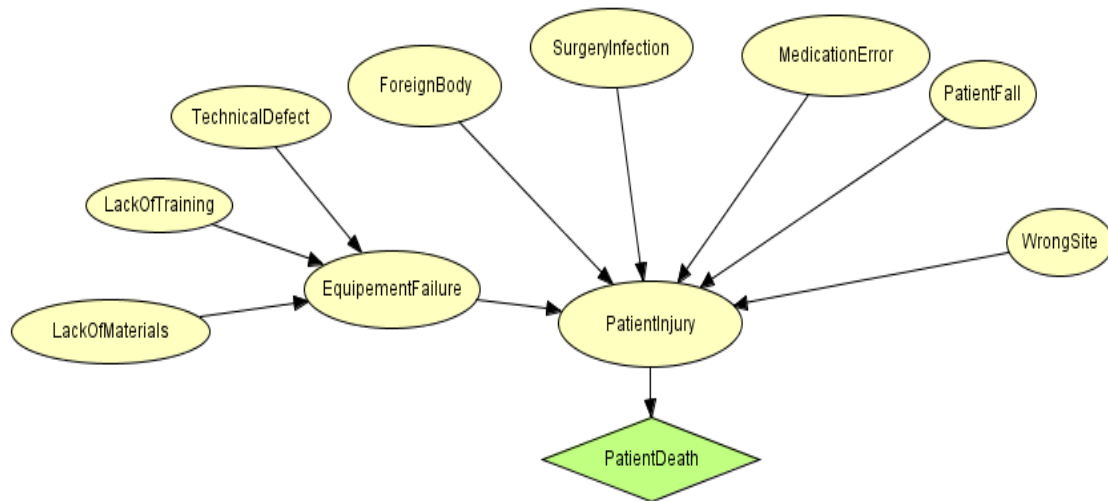 SurgeryInfection
MedicationError
ForeignBody
PatientFall
TechnicalDefect
LackOfTraining
WrongSite
EquipementFailure
PatientInjury
LackOfMaterials
PatientDeath